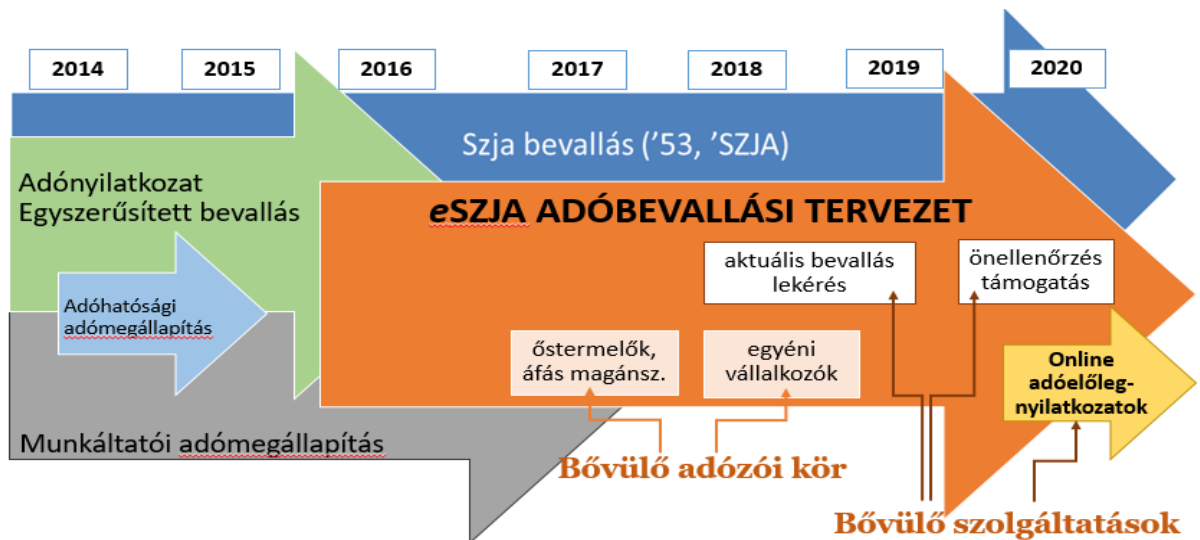 2014
2015
2016
2017
2018
2019
2020
Szja bevallás (’53, ’SZJA)
Adónyilatkozat
Egyszerűsített bevallás
eSZJA ADÓBEVALLÁSI TERVEZET
aktuális bevallás
lekérés
önellenőrzés
támogatás
Adóhatósági
adómegállapítás
őstermelők,
áfás magánsz.
egyéni
vállalkozók
Online
adóelőleg-
nyilatkozatok
Munkáltatói adómegállapítás
Bővülő adózói kör
Bővülő szolgáltatások